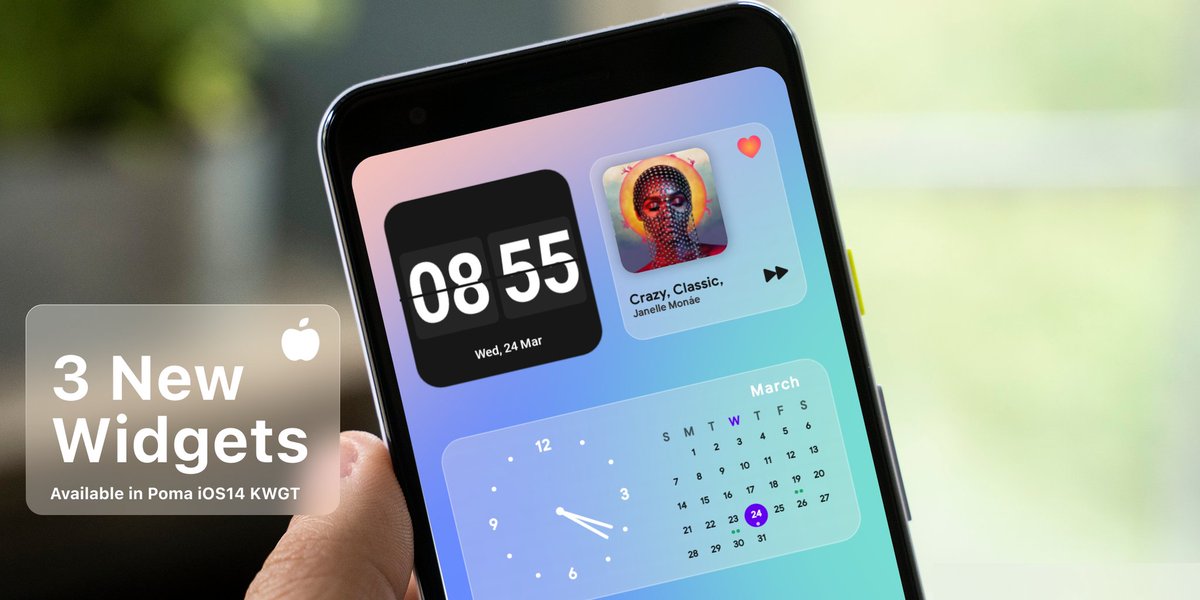 3 New
Widgets
Available in Poma iOS14 KWGT
08 55
Wed, 24 Mar
Crazy, Classic,
Janelle Monáe
12
3
6
9
March
S M T W T F S
1 2 3 4 5 6
7 8 9 10 11 12 13
14 15 16 17 18 19 20
21 22 23 24 25 26 27
28 29 30 31